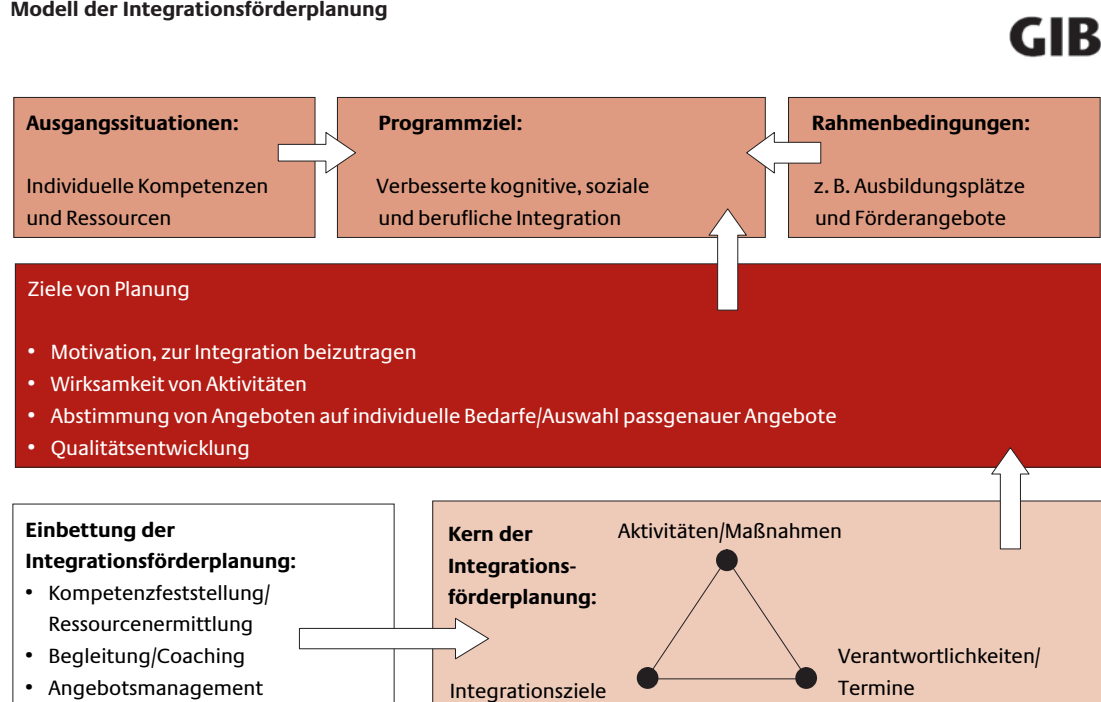 Modell der Integrationsförderplanung
GIB
Ausgangssituationen:
Individuelle Kompetenzen
und Ressourcen
Programmziel:
Verbesserte kognitive, soziale
und berufliche Integration
Rahmenbedingungen:
z. B. Ausbildungsplätze
und Förderangebote
Ziele von Planung
• Motivation, zur Integration beizutragen
• Wirksamkeit von Aktivitäten
• Abstimmung von Angeboten auf individuelle Bedarfe/Auswahl passgenauer Angebote
• Qualitätsentwicklung
Einbettung der
Integrationsförderplanung:
• Kompetenzfeststellung/
Ressourcenermittlung
• Begleitung/Coaching
• Angebotsmanagement
Kern der
Integrations-
förderplanung:
Aktivitäten/Maßnahmen
Integrationsziele
Verantwortlichkeiten/
Termine